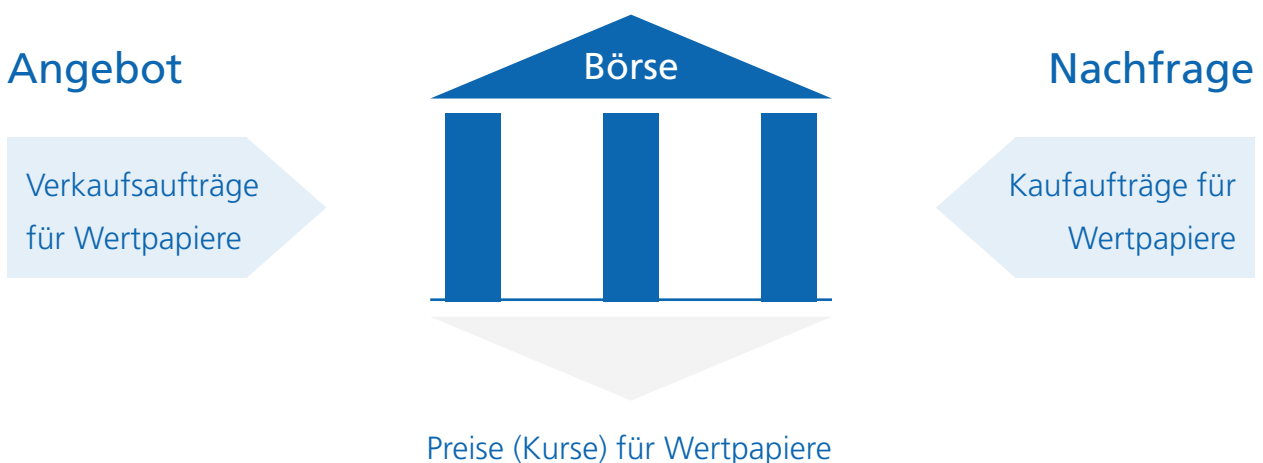 Angebot
Börse
Nachfrage
Verkaufsaufträge
für Wertpapiere
Kaufaufträge für
Wertpapiere
Preise (Kurse) für Wertpapiere